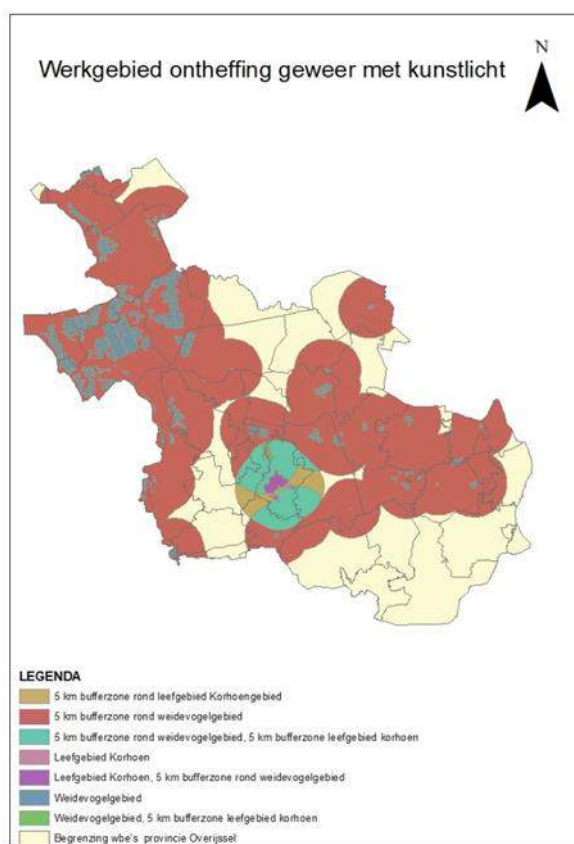 N
Werkgebied ontheffing geweer met kunstlicht
LEGENDA
5 km bufferzone rond leefgebied Korhoengebied
5 km bufferzone rond weidevogelgebied
5 km bufferzone rond weidevogelgebied, 5 km bufferzone leefgebied korhoen
Leefgebied Korhoen
Leefgebied Korhoen, 5 km bufferzone rond weidevogelgebied
Weidevogelgebied
Weidevogelgebied, 5 km bufferzone leefgebied korhoen
Begrenzing wbe's provincie Overijssel